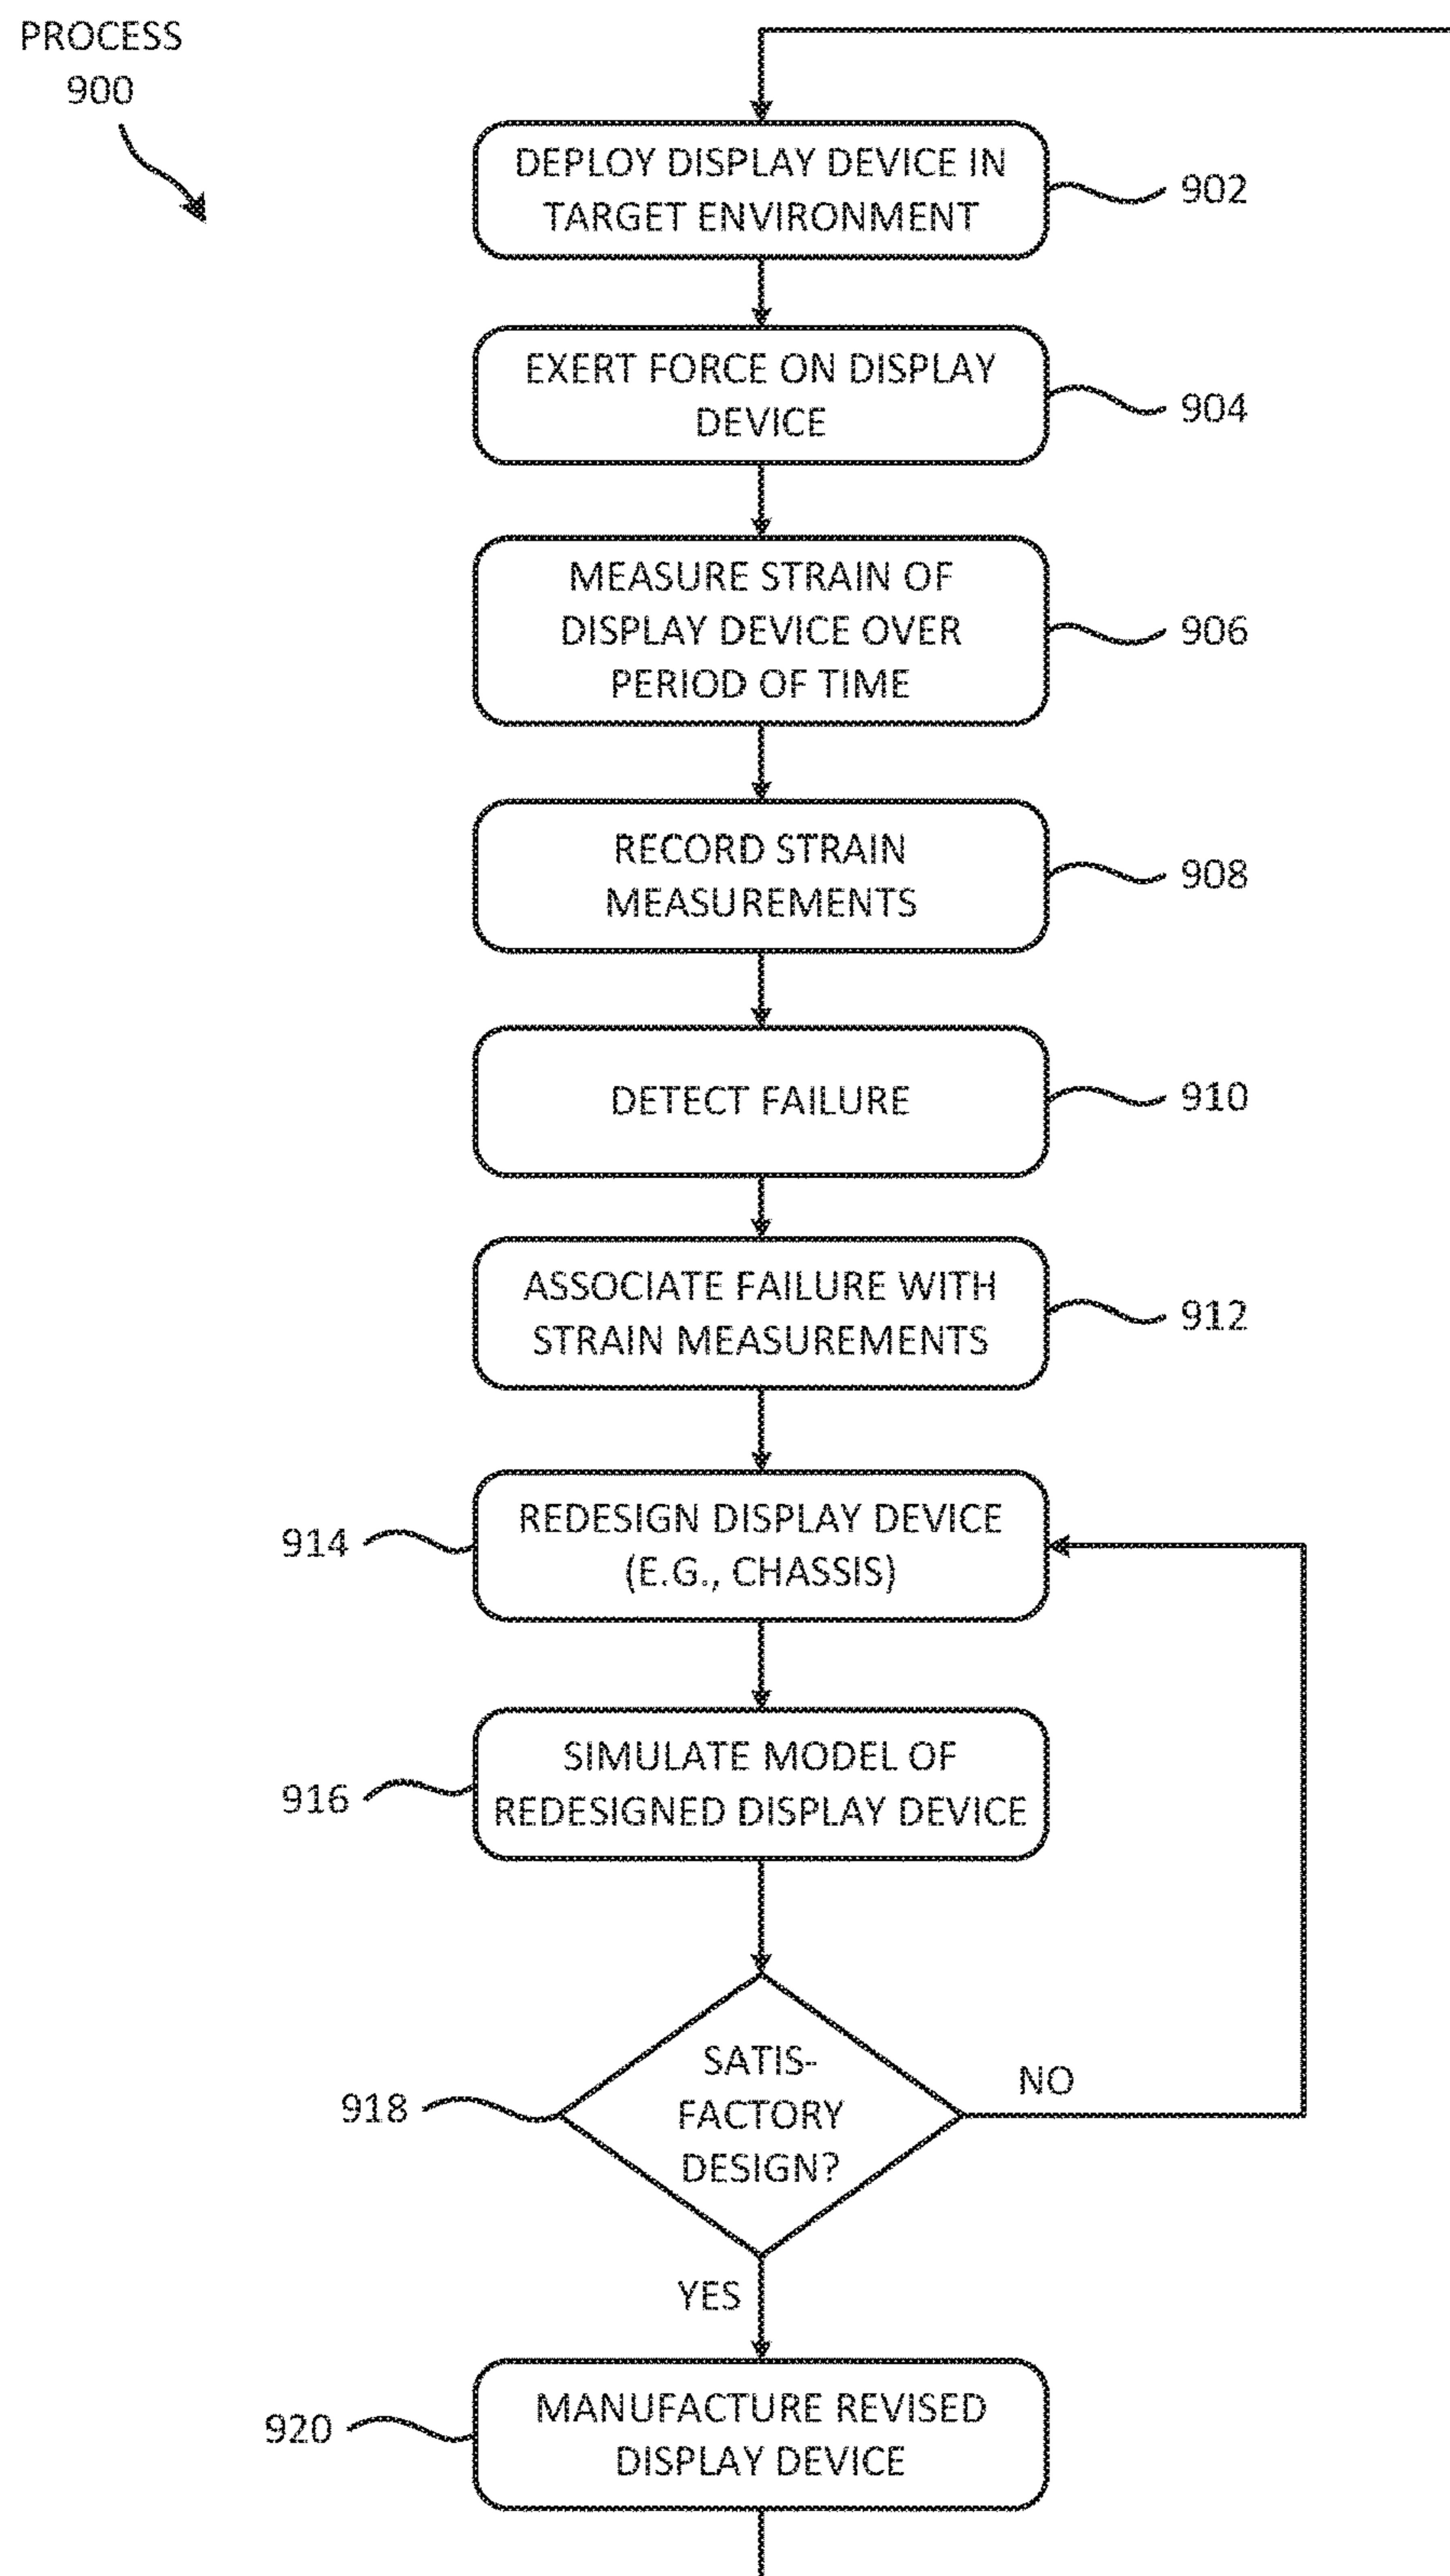 PROCESS
900
DEPLOY DISPLAY DEVICE IN
TARGET ENVIRONMENT
902
EXERT FORCE ON DISPLAY
DEVICE
904
MEASURE STRAIN OF
DISPLAY DEVICE OVER
PERIOD OF TIME
906
RECORD STRAIN
MEASUREMENTS
908
DETECT FAILURE
910
ASSOCIATE FAILURE WITH
STRAIN MEASUREMENTS
912
REDESIGN DISPLAY DEVICE
(E.G., CHASSIS)
914
SIMULATE MODEL OF
REDESIGNED DISPLAY DEVICE
916
SATIS-
FACTORY
DESIGN?
918
NO
YES
MANUFACTURE REVISED
DISPLAY DEVICE
920